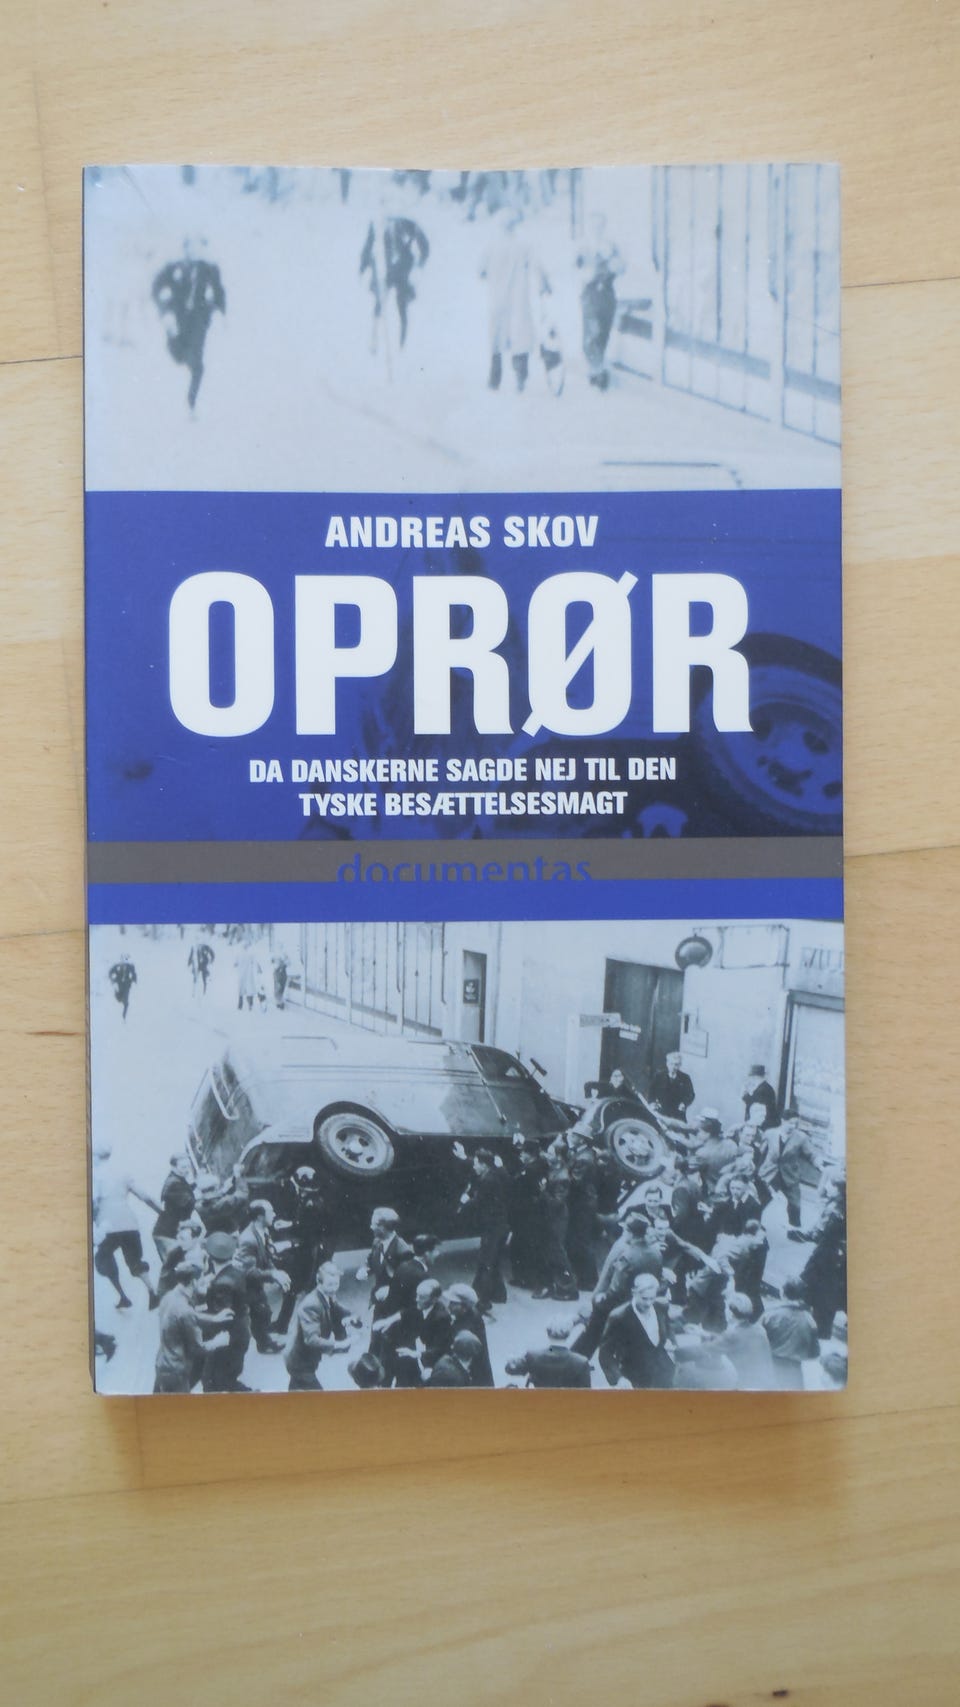 ANDREAS SKOV
OPRØR
DA DANSKERNE SAGDE NEJ TIL DEN
TYSKE BESÆTTELSESMAGT
documentas